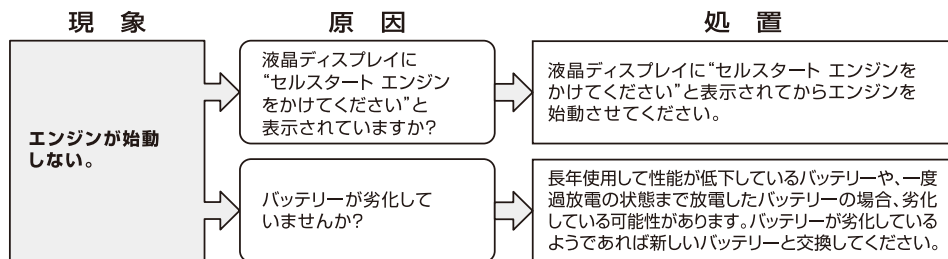 現　象
原　因
処　置
エンジンが始動
しない。
液晶ディスプレイに
“セルスタート エンジン
をかけてください”と
表示されていますか？
液晶ディスプレイに“セルスタート エンジンを
かけてください”と表示されてからエンジンを
始動させてください。
バッテリーが劣化して
いませんか？
長年使用して性能が低下しているバッテリーや、一度
過放電の状態まで放電したバッテリーの場合、劣化
している可能性があります。バッテリーが劣化している
ようであれば新しいバッテリーと交換してください。